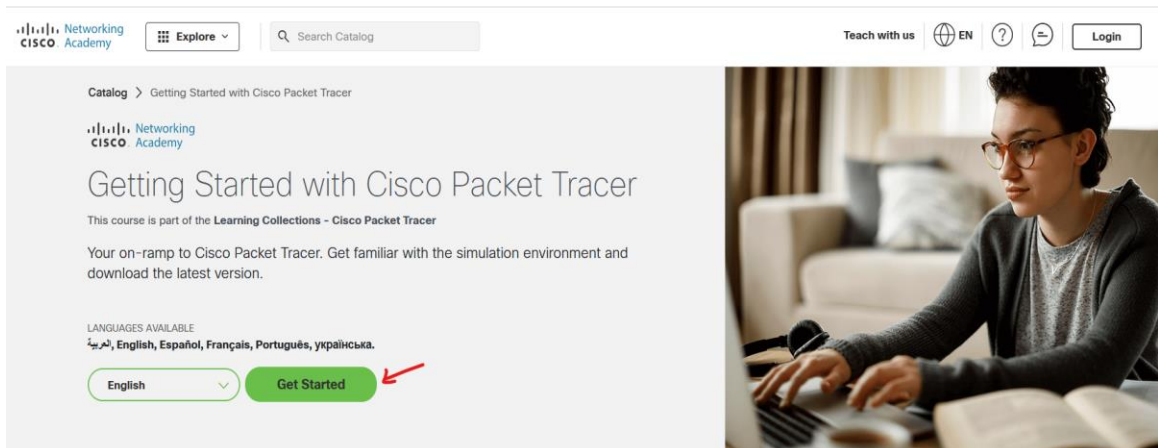 Networking
CISCO Academy
Explore
Search Catalog
Teach with us
EN
?
Login
Catalog > Getting Started with Cisco Packet Tracer
Networking
CISCO Academy
Getting Started with Cisco Packet Tracer
This course is part of the Learning Collections - Cisco Packet Tracer
Your on-ramp to Cisco Packet Tracer. Get familiar with the simulation environment and
download the latest version.
LANGUAGES AVAILABLE
العربية, English, Español, Français, Português, українська.
English
Get Started